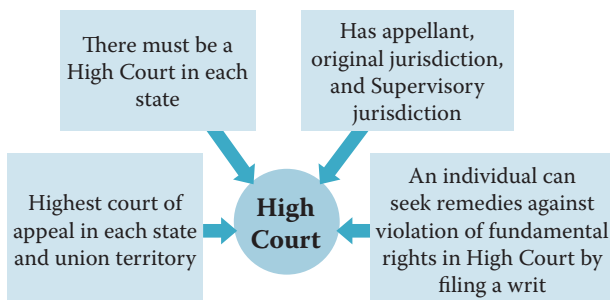 There must be a
High Court in each
state
Has appellant,
original jurisdiction,
and Supervisory
jurisdiction
Highest court of
appeal in each state
and union territory
High
Court
An individual can
seek remedies against
violation of fundamental
rights in High Court by
filing a writ